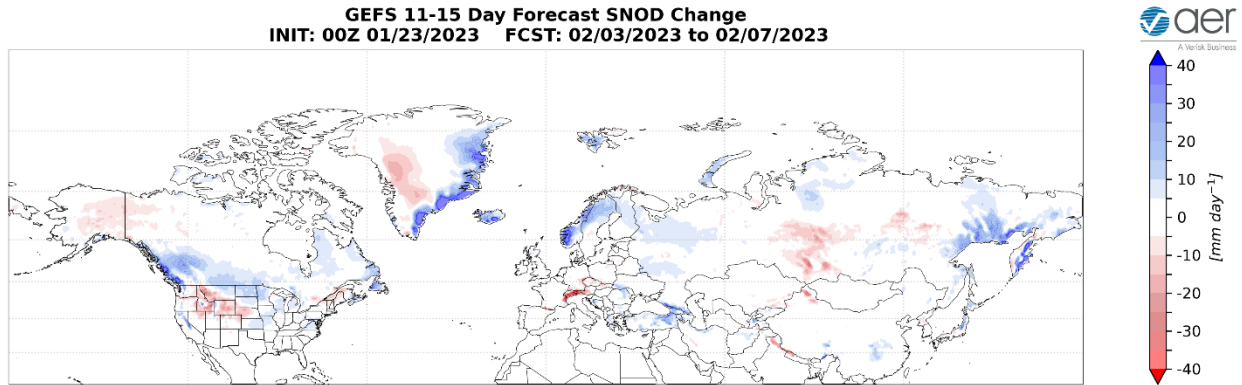 GEFS 11-15 Day Forecast SNOD Change
INIT: 00Z 01/23/2023 FCST: 02/03/2023 to 02/07/2023
aer
A Verisk Business
40
30
20
10
0
-10
-20
-30
-40
[mm day⁻¹]